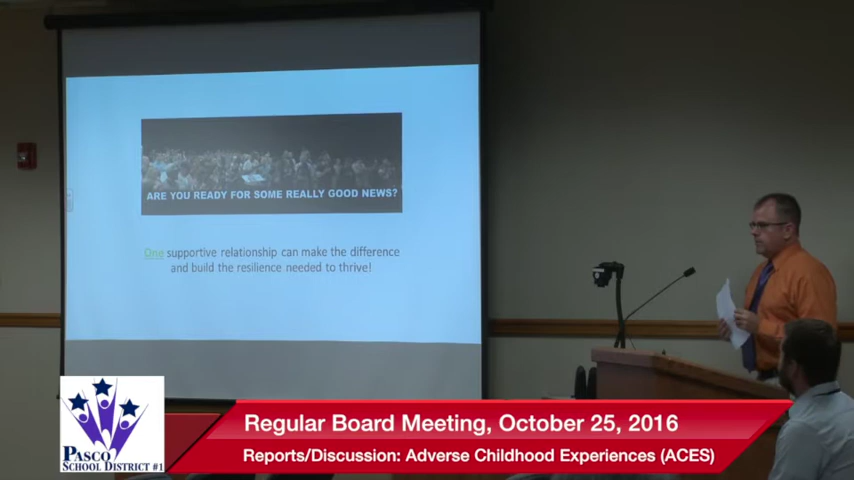 ARE YOU READY FOR SOME REALLY GOOD NEWS?
One supportive relationship can make the difference
and build the resilience needed to thrive!
PASCO
SCHOOL DISTRICT #1
Regular Board Meeting, October 25, 2016
Reports/Discussion: Adverse Childhood Experiences (ACES)